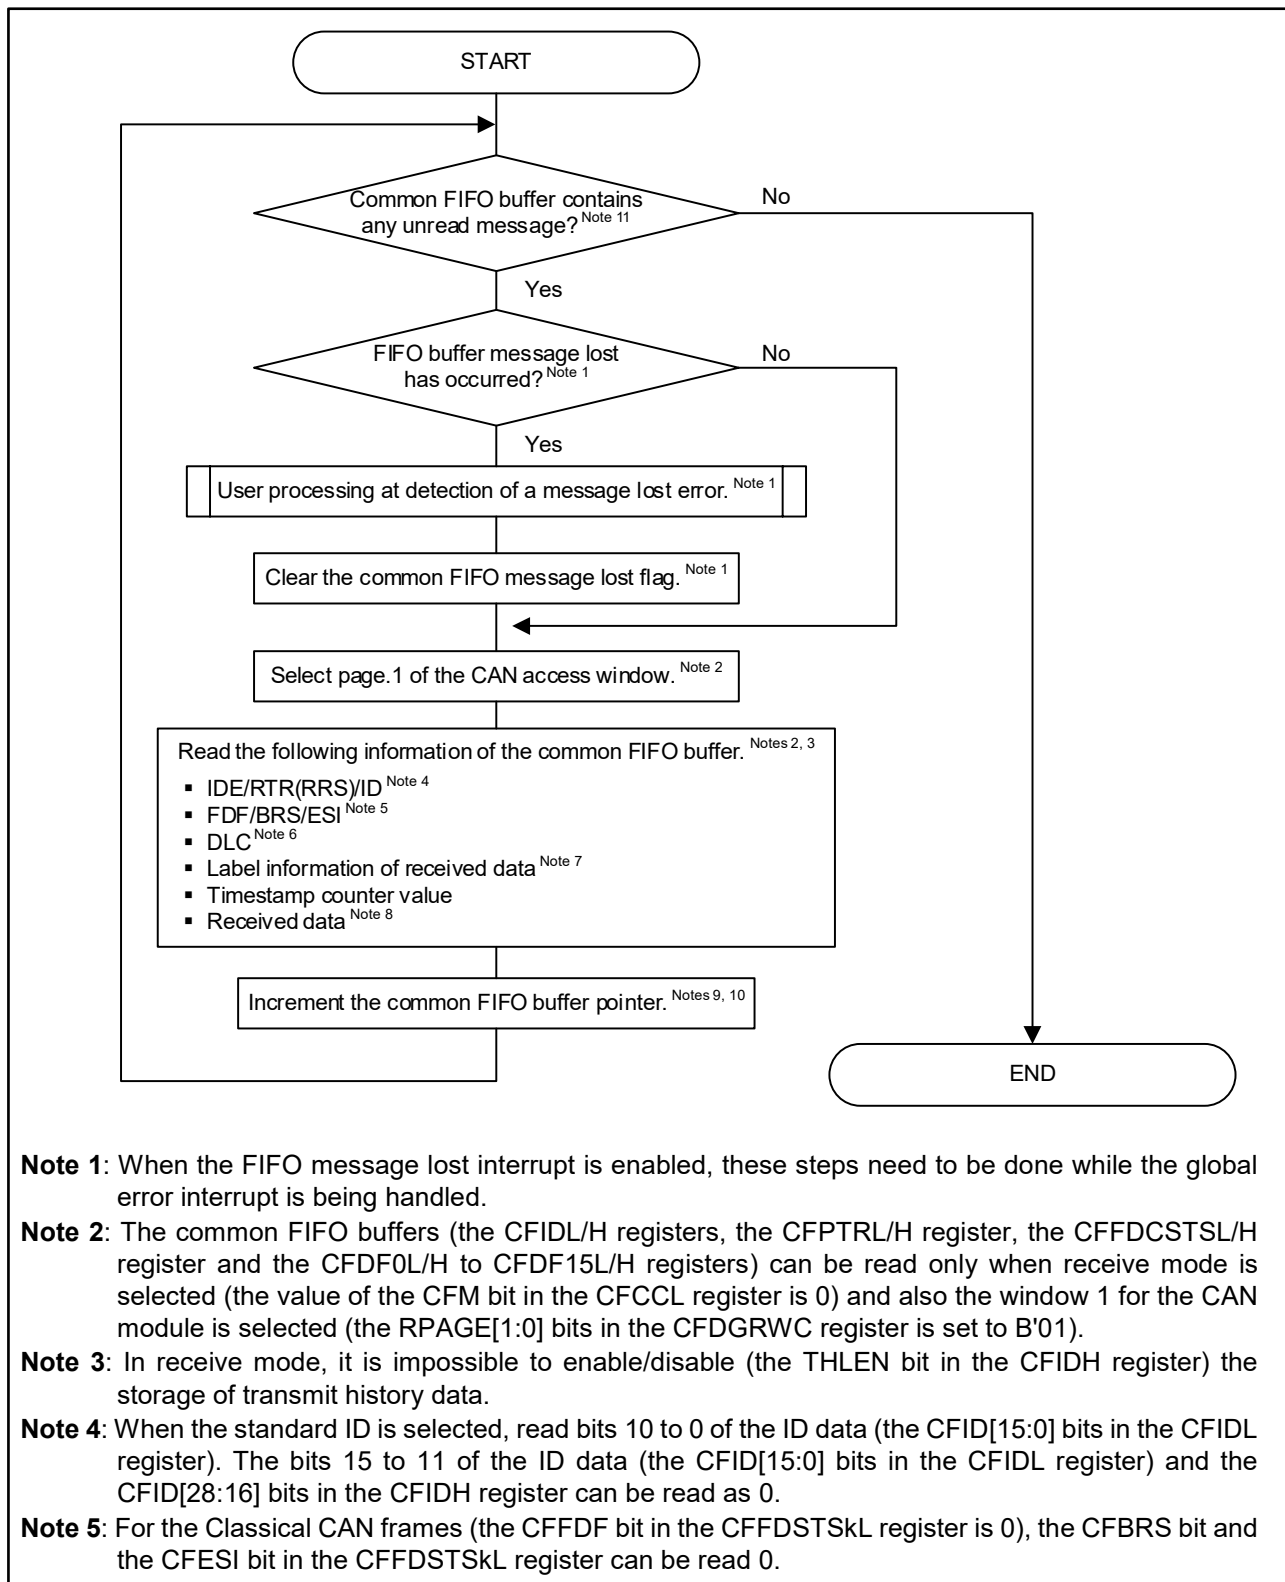 START
Common FIFO buffer contains
any unread message? Note 11
No
Yes
FIFO buffer message lost
has occurred? Note 1
No
Yes
User processing at detection of a message lost error. Note 1
Clear the common FIFO message lost flag. Note 1
Select page.1 of the CAN access window. Note 2
Read the following information of the common FIFO buffer. Notes 2, 3
▪ IDE/RTR(RRS)/ID Note 4
▪ FDF/BRS/ESI Note 5
▪ DLC Note 6
▪ Label information of received data Note 7
▪ Timestamp counter value
▪ Received data Note 8
Increment the common FIFO buffer pointer. Notes 9, 10
END
Note 1: When the FIFO message lost interrupt is enabled, these steps need to be done while the global
error interrupt is being handled.
Note 2: The common FIFO buffers (the CFIDL/H registers, the CFPTRL/H register, the CFFDCSTSL/H
register and the CFDF0L/H to CFDF15L/H registers) can be read only when receive mode is
selected (the value of the CFM bit in the CFCCL register is 0) and also the window 1 for the CAN
module is selected (the RPAGE[1:0] bits in the CFDGRWC register is set to B'01).
Note 3: In receive mode, it is impossible to enable/disable (the THLEN bit in the CFIDH register) the
storage of transmit history data.
Note 4: When the standard ID is selected, read bits 10 to 0 of the ID data (the CFID[15:0] bits in the CFIDL
register). The bits 15 to 11 of the ID data (the CFID[15:0] bits in the CFIDL register) and the
CFID[28:16] bits in the CFIDH register can be read as 0.
Note 5: For the Classical CAN frames (the CFFDF bit in the CFFDSTSkL register is 0), the CFBRS bit and
the CFESI bit in the CFFDSTSkL register can be read 0.